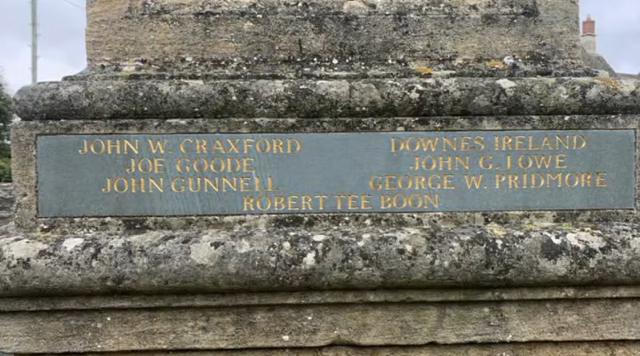 JOHN W. CRAXFORD
JOE GOODE
JOHN GUNNELL
DOWNES IRELAND
JOHN G. LOWE
GEORGE W. PRIDMORE
ROBERT TEE BOON